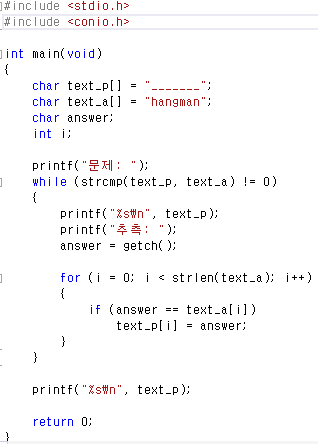 #include <stdio.h>
#include <conio.h>
int main(void)
{
char text_p[] = "_______";
char text_a[] = "hangman";
char answer;
int i;
printf("문제: ");
while (strcmp(text_p, text_a) != 0)
{
printf("%s₩n", text_p);
printf("추측: ");
answer = getch();
for (i = 0; i < strlen(text_a); i++)
{
if (answer == text_a[i])
text_p[i] = answer;
}
}
printf("%s₩n", text_p);
return 0;
}